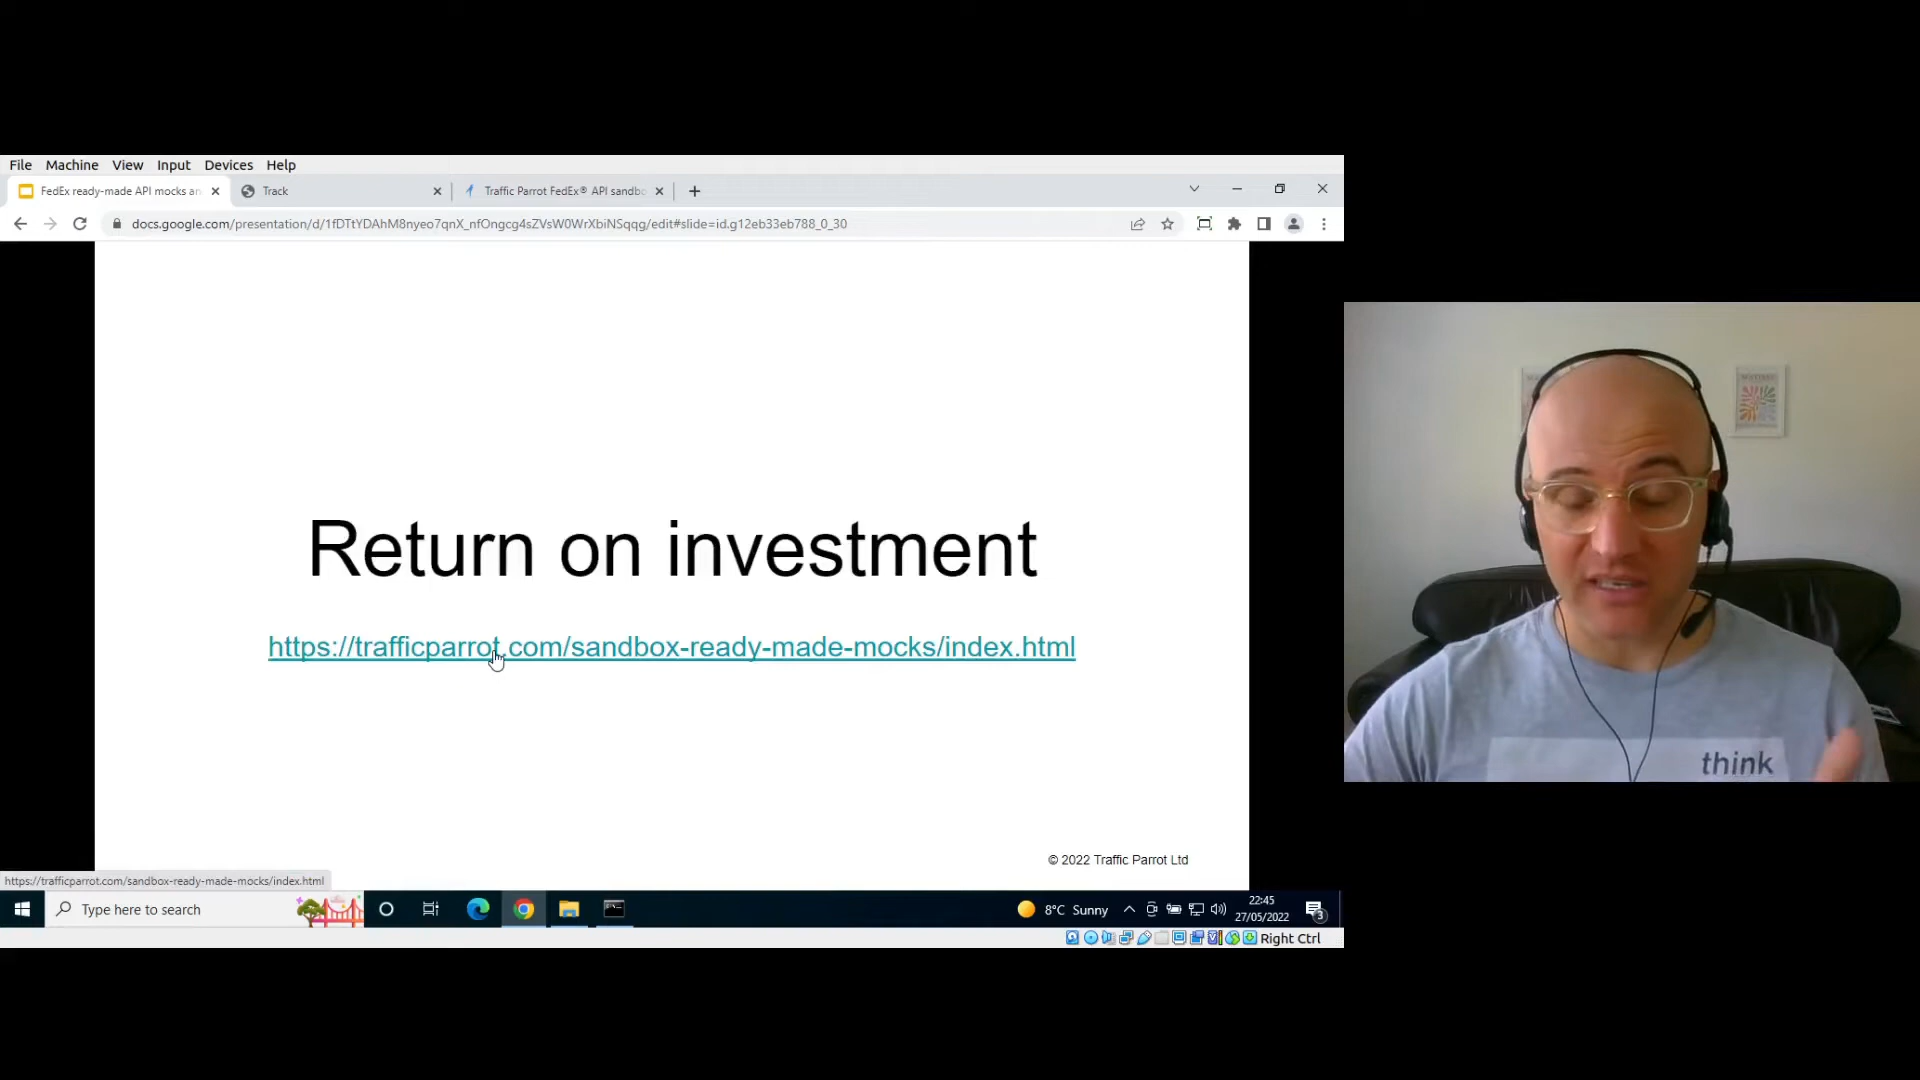 File Machine View Input Devices Help
FedEx ready-made API mocks an
Track
Traffic Parrot FedEx® API sandbo
docs.google.com/presentation/d/1fDTtYDAhM8nyeo7qnX_nfOngcg4sZVsW0WrXbiNSqqg/edit#slide=id.g12eb33eb788_0_30
Return on investment
https://trafficparrot.com/sandbox-ready-made-mocks/index.html
think
© 2022 Traffic Parrot Ltd
https://trafficparrot.com/sandbox-ready-made-mocks/index.html
Type here to search
8°C Sunny
22:45
27/05/2022
3
Right Ctrl